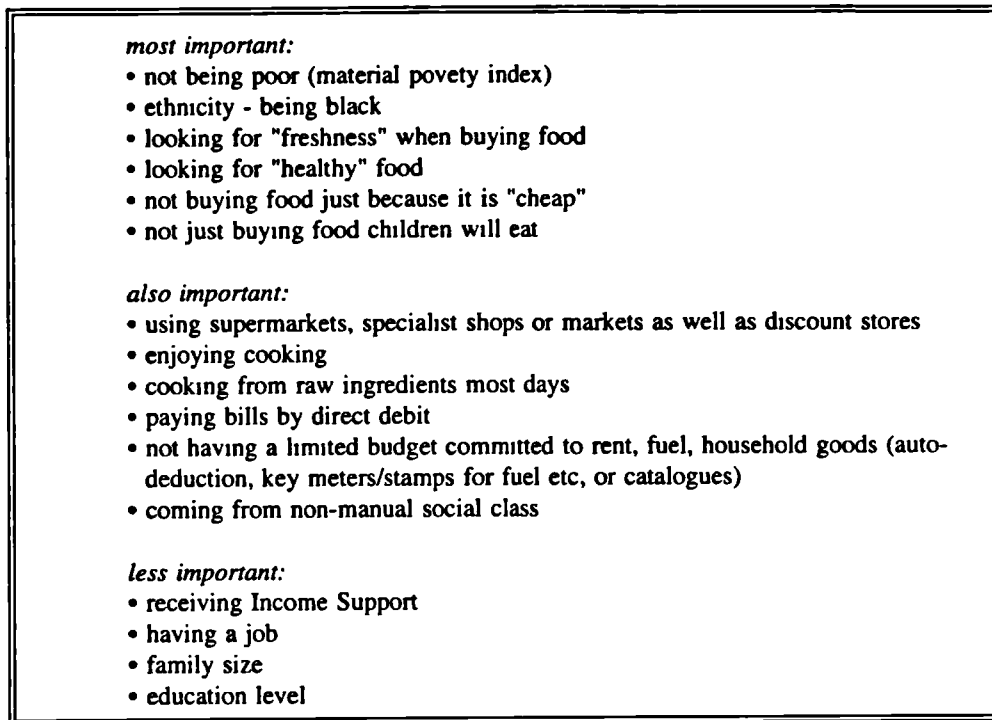 most important:
• not being poor (material povety index)
• ethnicity - being black
• looking for "freshness" when buying food
• looking for "healthy" food
• not buying food just because it is "cheap"
• not just buying food children will eat
also important:
• using supermarkets, specialist shops or markets as well as discount stores
• enjoying cooking
• cooking from raw ingredients most days
• paying bills by direct debit
• not having a limited budget committed to rent, fuel, household goods (auto-
deduction, key meters/stamps for fuel etc, or catalogues)
• coming from non-manual social class
less important:
• receiving Income Support
• having a job
• family size
• education level